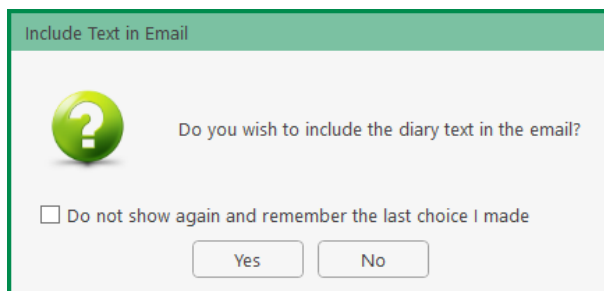 Include Text in Email
Do you wish to include the diary text in the email?
Do not show again and remember the last choice I made
Yes No